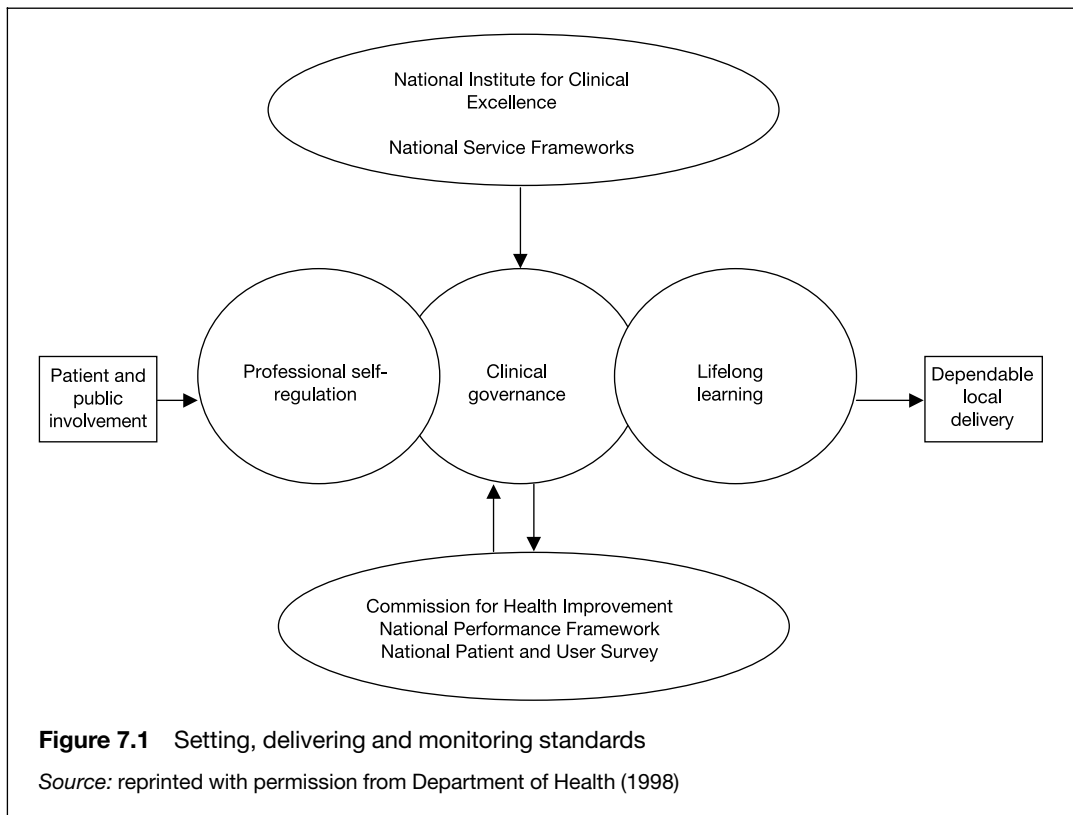 National Institute for Clinical
Excellence
National Service Frameworks
Patient and
public
involvement
Professional self-
regulation
Clinical
governance
Lifelong
learning
Dependable
local
delivery
Commission for Health Improvement
National Performance Framework
National Patient and User Survey
Figure 7.1 Setting, delivering and monitoring standards
Source: reprinted with permission from Department of Health (1998)